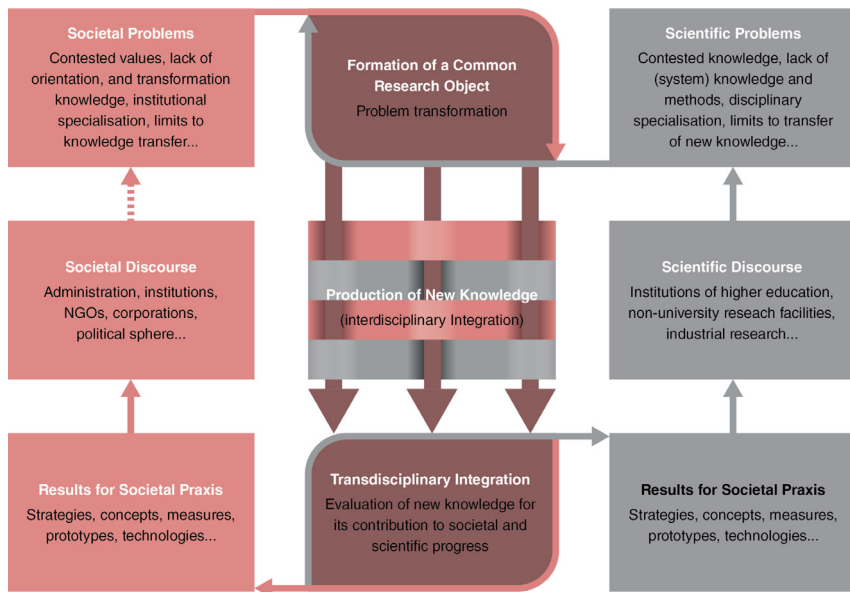 Societal Problems
Contested values, lack of
orientation, and transformation
knowledge, institutional
specialisation, limits to
knowledge transfer...
Formation of a Common
Research Object
Problem transformation
Scientific Problems
Contested knowledge, lack of
(system) knowledge and
methods, disciplinary
specialisation, limits to transfer
of new knowledge...
Societal Discourse
Administration, institutions,
NGOs, corporations,
political sphere...
Production of New Knowledge
(interdisciplinary Integration)
Scientific Discourse
Institutions of higher education,
non-university reseach facilities,
industrial research...
Results for Societal Praxis
Strategies, concepts, measures,
prototypes, technologies...
Transdisciplinary Integration
Evaluation of new knowledge for
its contribution to societal and
scientific progress
Results for Societal Praxis
Strategies, concepts, measures,
prototypes, technologies...